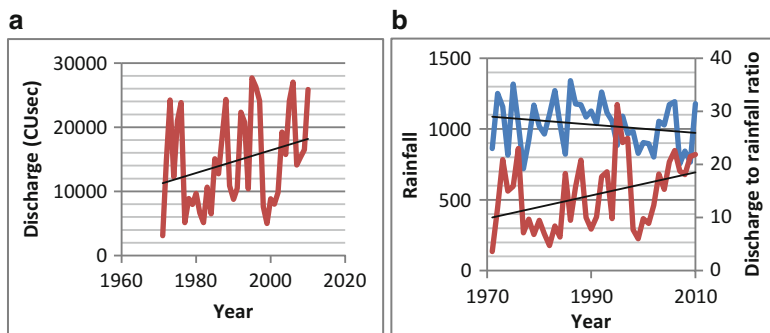 a
Discharge (CUsec)
30000
20000
10000
0
1960
1980
2000
2020
Year
b
Rainfall
1500
1000
500
0
1970
1990
2010
Year
40
30
20
10
0
Discharge to rainfall ratio